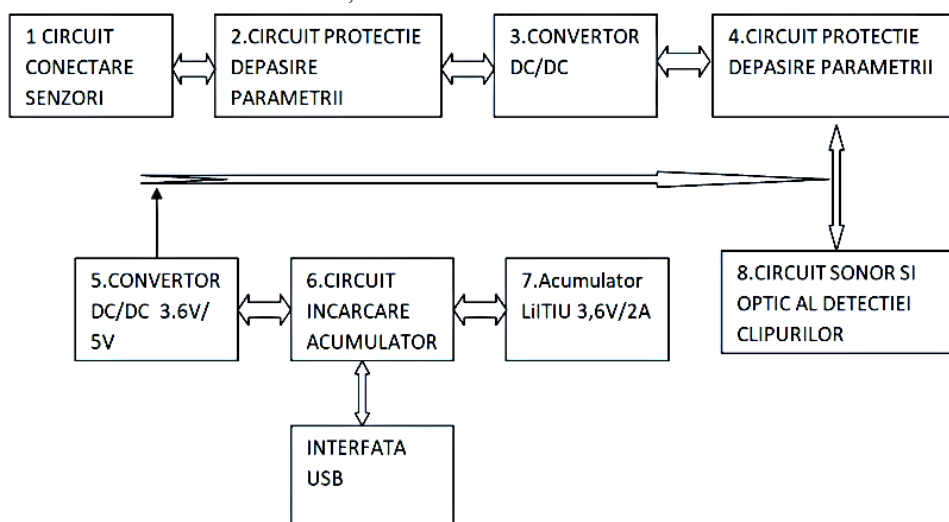 1 CIRCUIT
CONECTARE
SENZORI
2.CIRCUIT PROTECTIE
DEPASIRE
PARAMETRII
3.CONVERTOR
DC/DC
4.CIRCUIT PROTECTIE
DEPASIRE PARAMETRII
5.CONVERTOR
DC/DC 3.6V/
5V
6.CIRCUIT
INCARCARE
ACUMULATOR
7.Acumulator
LiITIU 3,6V/2A
8.CIRCUIT SONOR SI
OPTIC AL DETECTIEI
CLIPURILOR
INTERFATA
USB